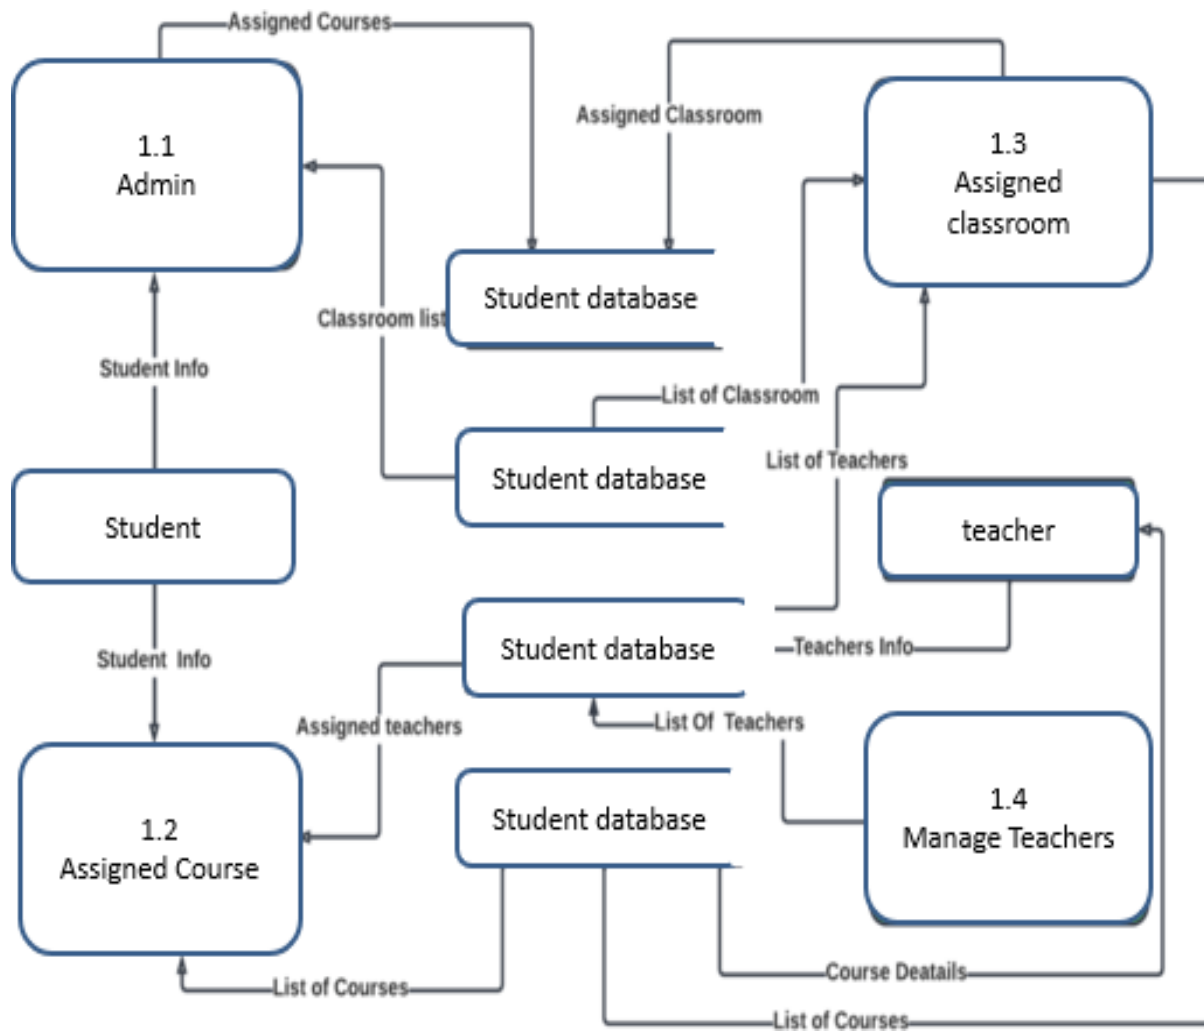 Assigned Courses
1.1
Admin
Assigned Classroom
1.3
Assigned
classroom
Student database
Classroom list
Student Info
List of Classroom
Student database
List of Teachers
Student
teacher
Student database
Teachers Info
Student  Info
Assigned teachers
List Of  Teachers
1.2
Assigned Course
Student database
1.4
Manage Teachers
Course Deatails
List of Courses
List of Courses